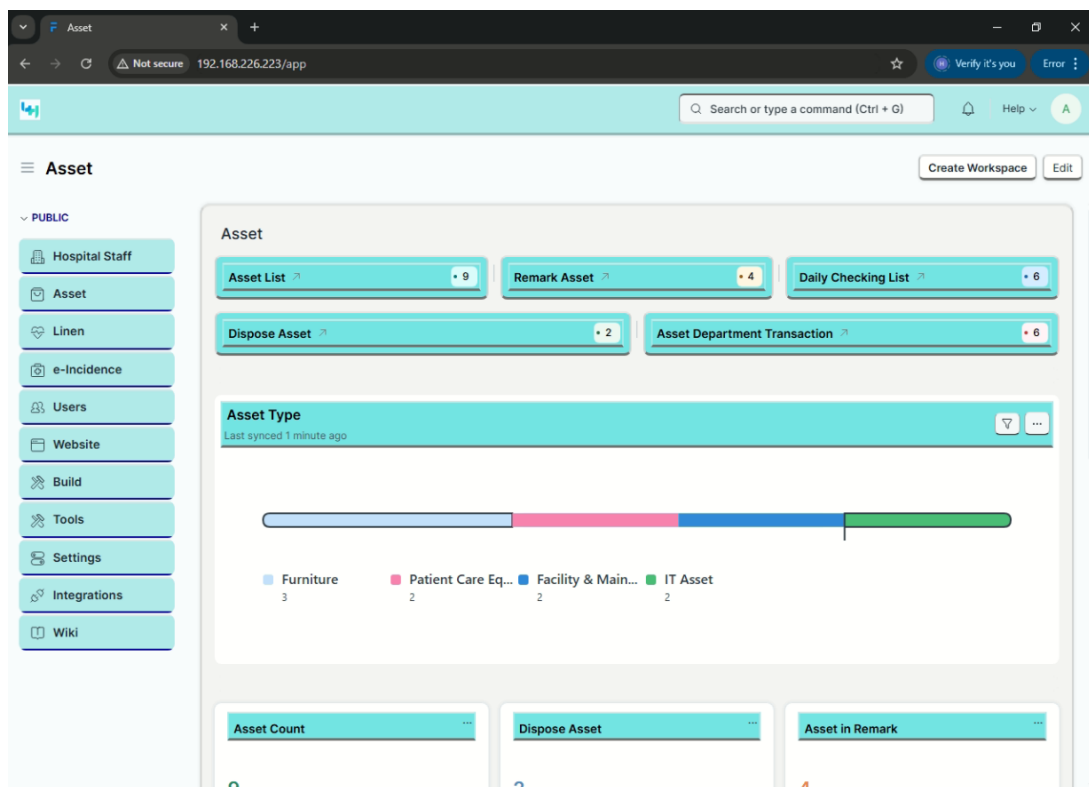 Asset
Not secure 192.168.226.223/app
Verify it's you
Error
Search or type a command (Ctrl + G)
Help
A
Asset
Create Workspace
Edit
PUBLIC
Hospital Staff
Asset
Linen
e-Incidence
Users
Website
Build
Tools
Settings
Integrations
Wiki
Asset
Asset List 9
Remark Asset 4
Daily Checking List 6
Dispose Asset 2
Asset Department Transaction 6
Asset Type
Last synced 1 minute ago
Furniture
3
Patient Care Eq...
2
Facility & Main...
2
IT Asset
2
Asset Count
Dispose Asset
Asset in Remark